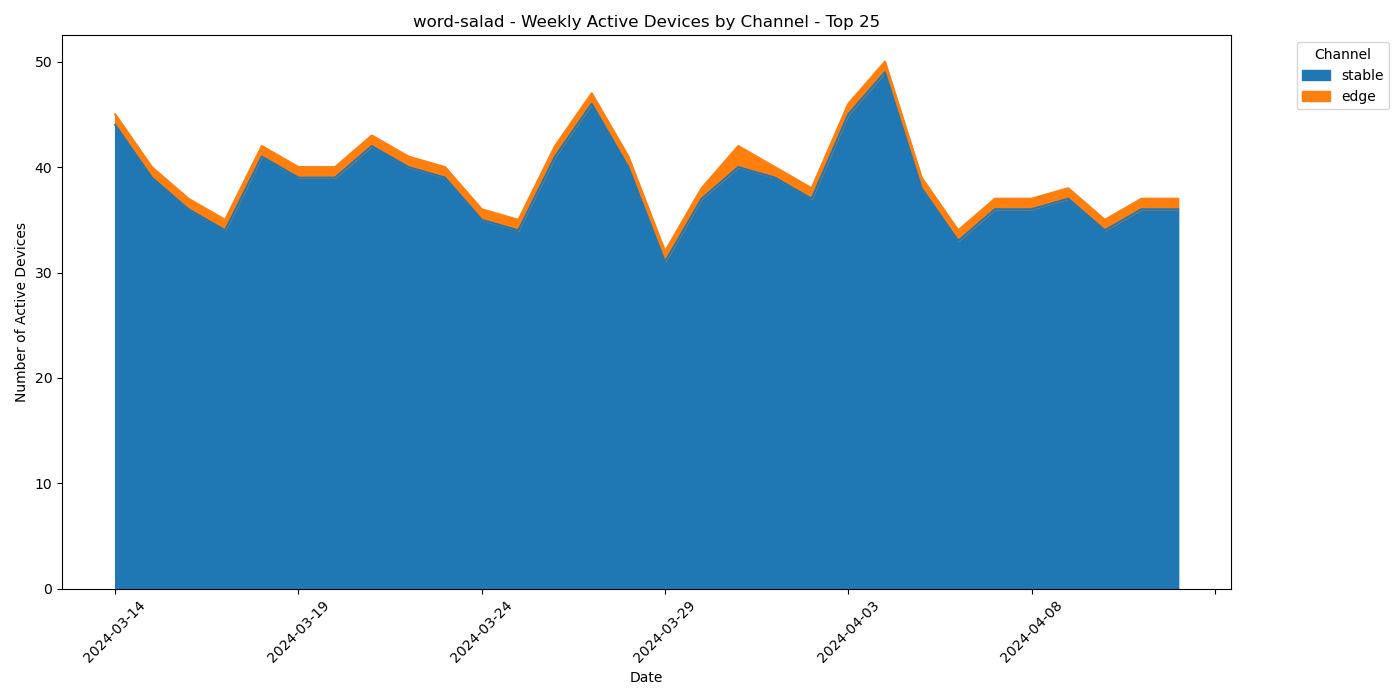 word-salad - Weekly Active Devices by Channel - Top 25
Channel
stable
edge
Number of Active Devices
50
40
30
20
10
0
2024-03-14
2024-03-19
2024-03-24
2024-03-29
2024-04-03
2024-04-08
Date